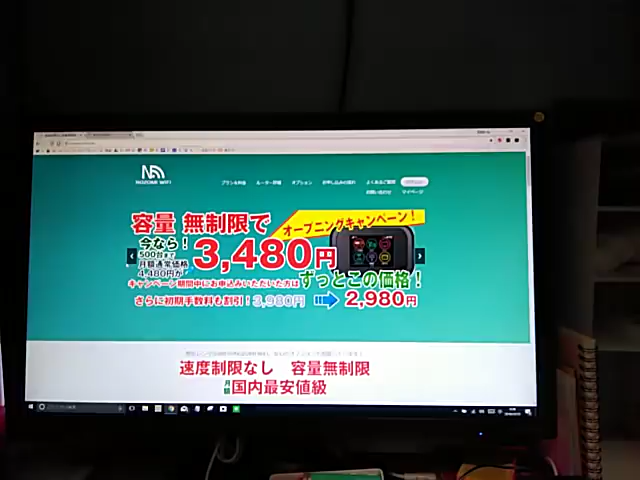 NOZOMI WIFI
プラン&料金 ルーター詳細 オプション お申し込みの流れ よくあるご質問
お問い合わせ マイページ
容量 無制限で
オープニングキャンペーン!
今なら!
500台まで
月額通常価格
4,480円が
3,480円
ずっとこの価格!
キャンペーン期間中にお申込みいただいた方は
さらに初期手数料も割引!3,980円 2,980円
速度制限なし 容量無制限
月額国内最安値級